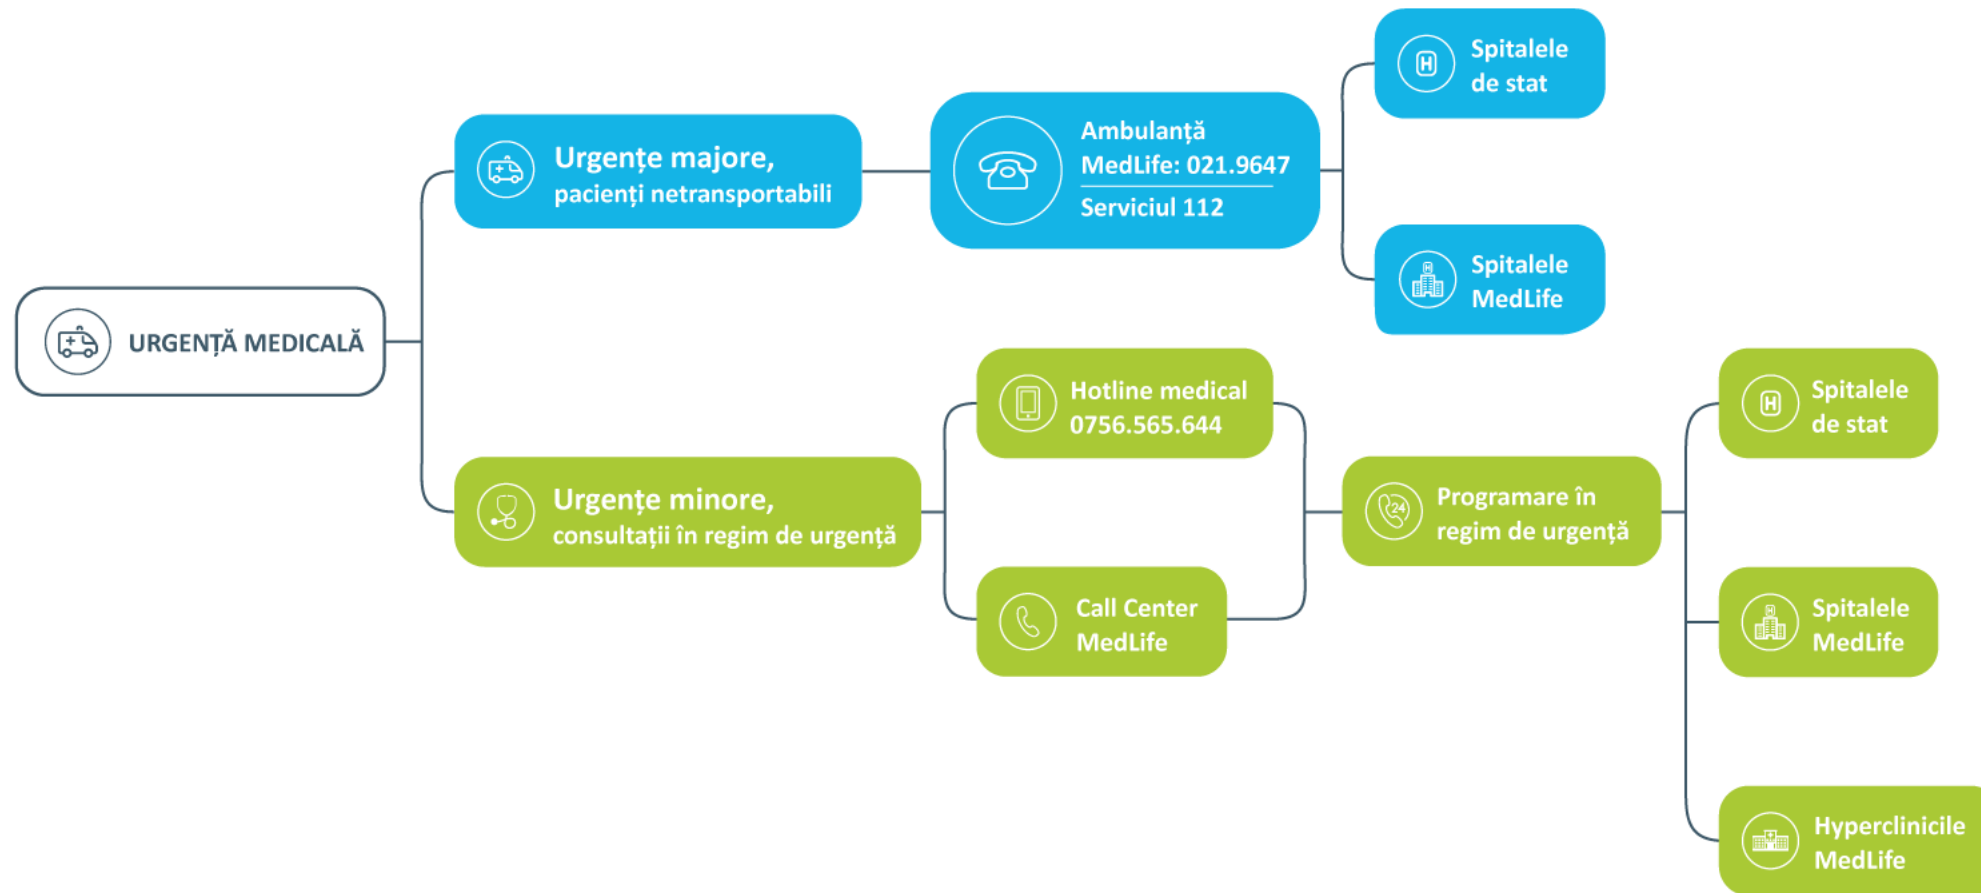 URGENȚĂ MEDICALĂ
Urgențe majore,
pacienți netransportabili
Ambulanță
MedLife: 021.9647
Serviciul 112
H
Spitalele
de stat
H
Spitalele
MedLife
Urgențe minore,
consultații în regim de urgență
Hotline medical
0756.565.644
Call Center
MedLife
24
Programare în
regim de urgență
H
Spitalele
de stat
H
Spitalele
MedLife
Hyperclinicile
MedLife